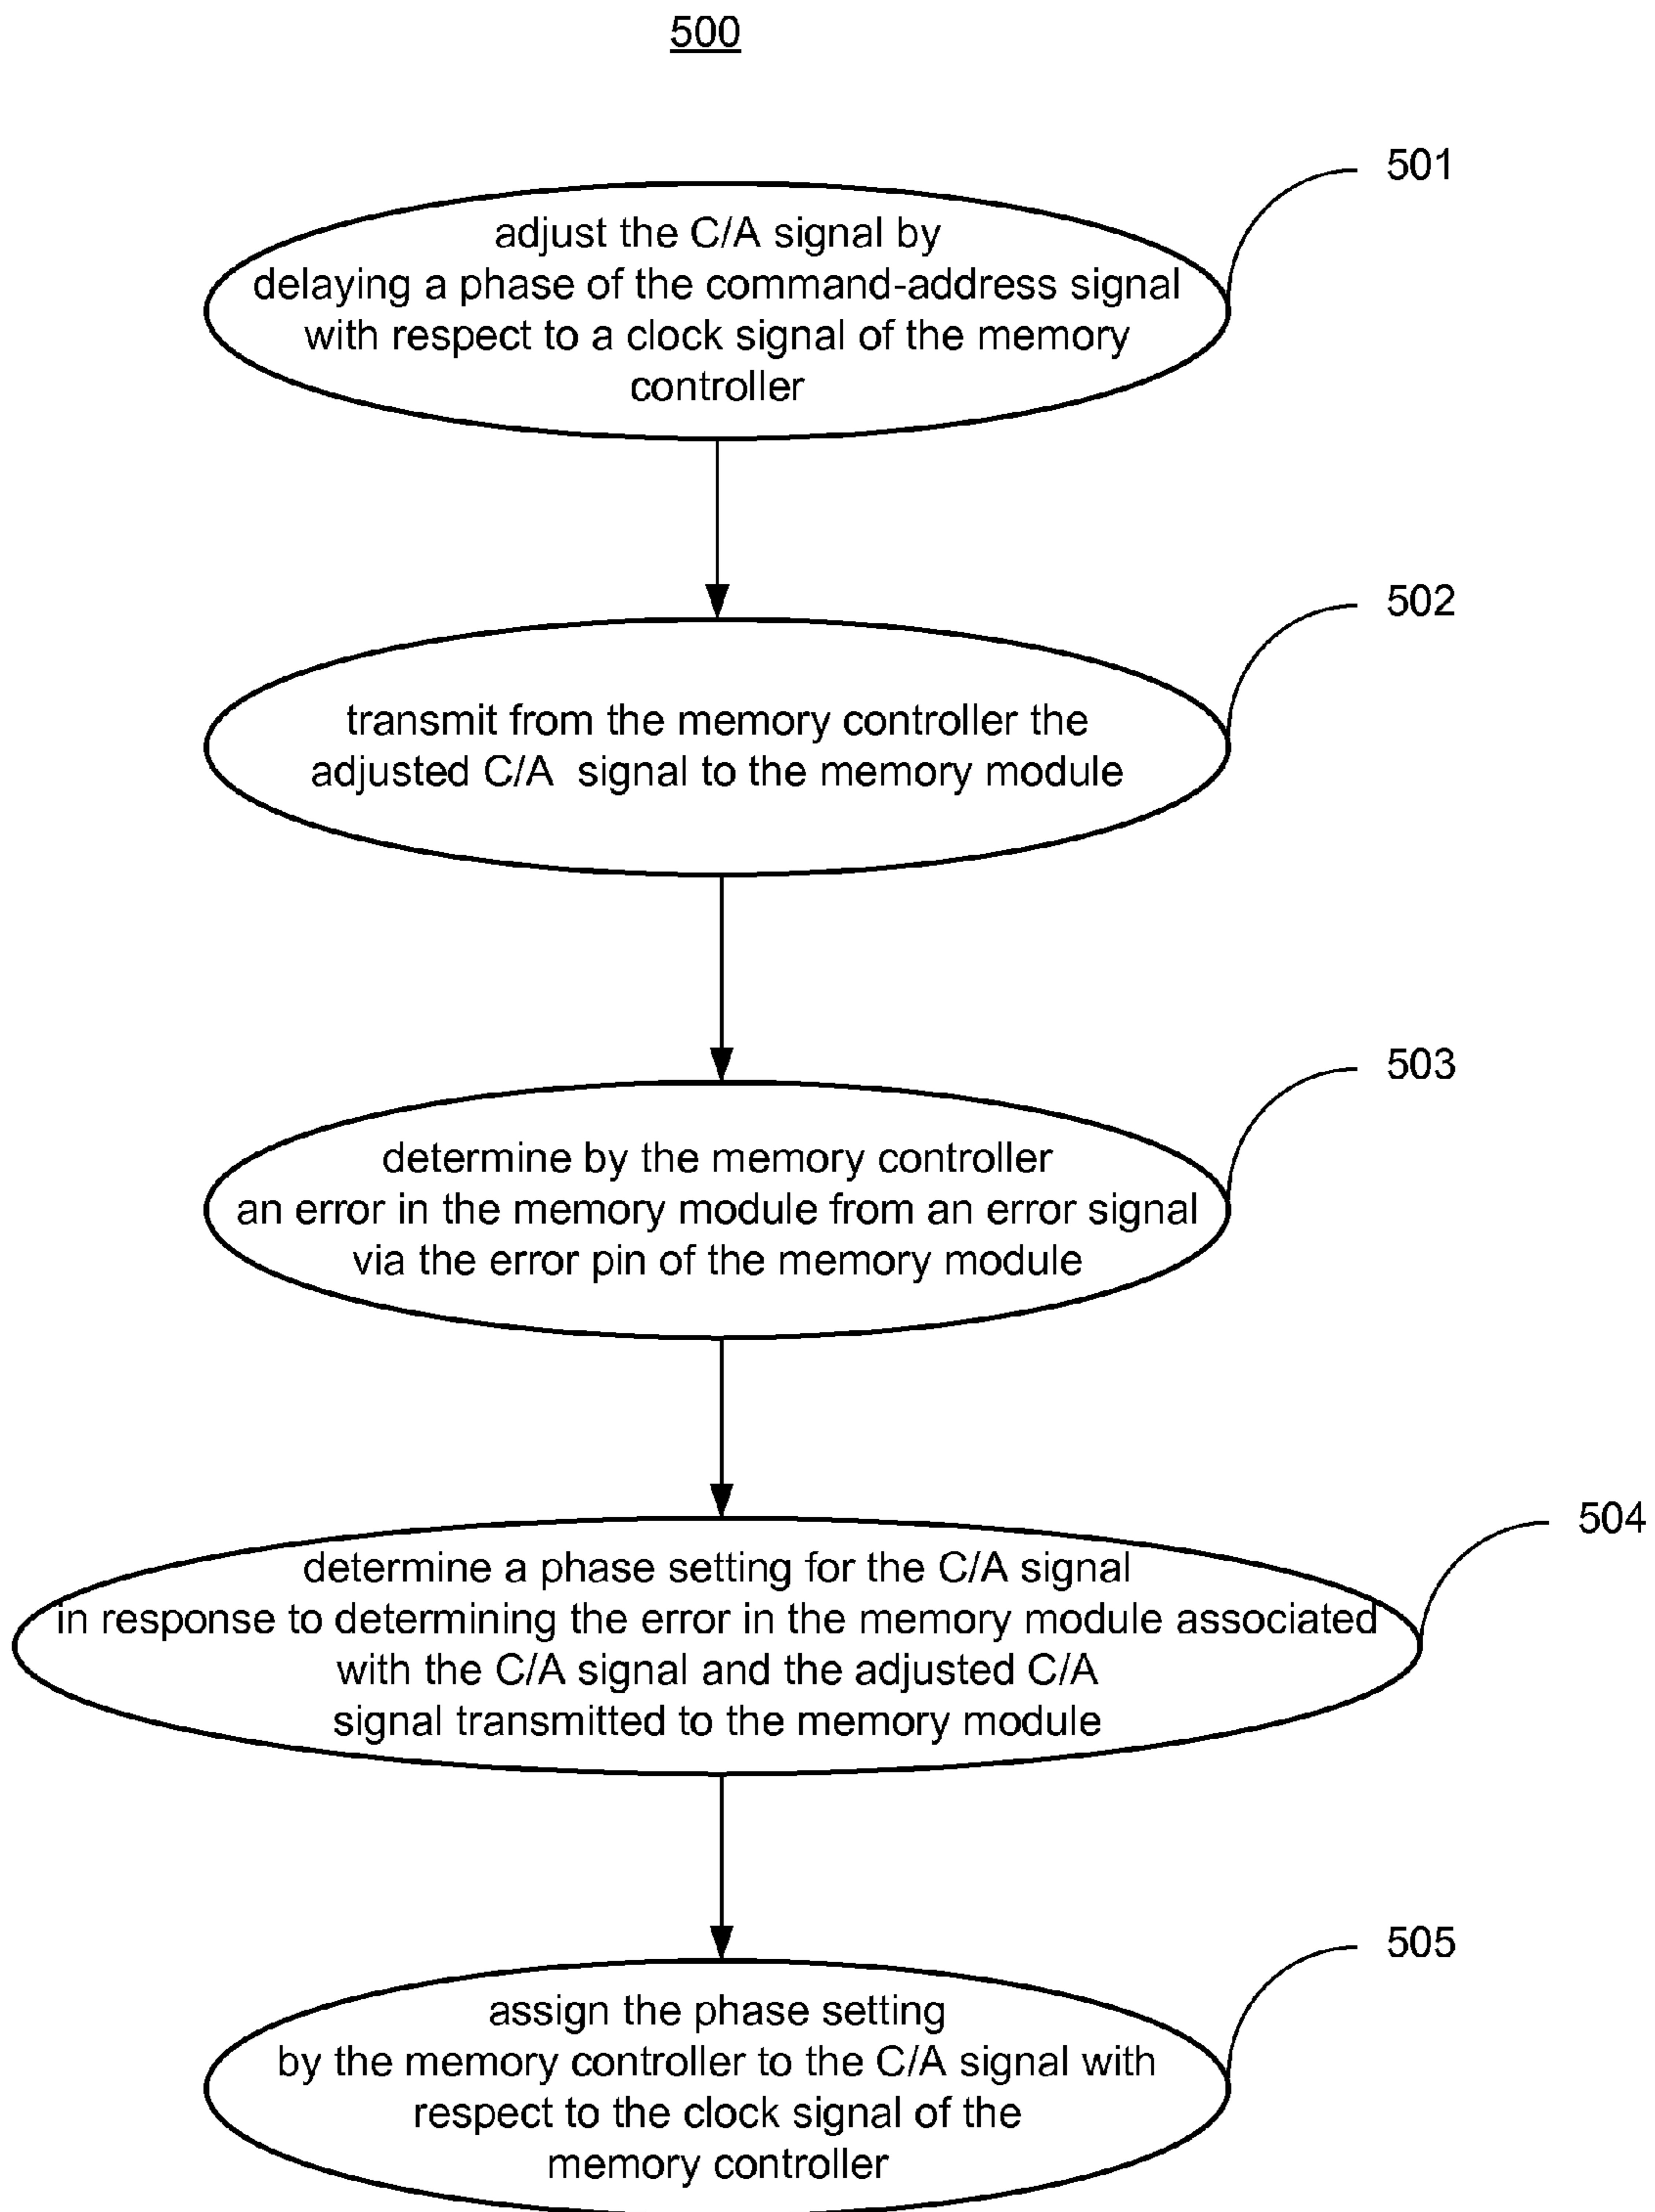 500
501
adjust the C/A signal by
delaying a phase of the command-address signal
with respect to a clock signal of the memory
controller
502
transmit from the memory controller the
adjusted C/A signal to the memory module
503
determine by the memory controller
an error in the memory module from an error signal
via the error pin of the memory module
504
determine a phase setting for the C/A signal
in response to determining the error in the memory module associated
with the C/A signal and the adjusted C/A
signal transmitted to the memory module
505
assign the phase setting
by the memory controller to the C/A signal with
respect to the clock signal of the
memory controller